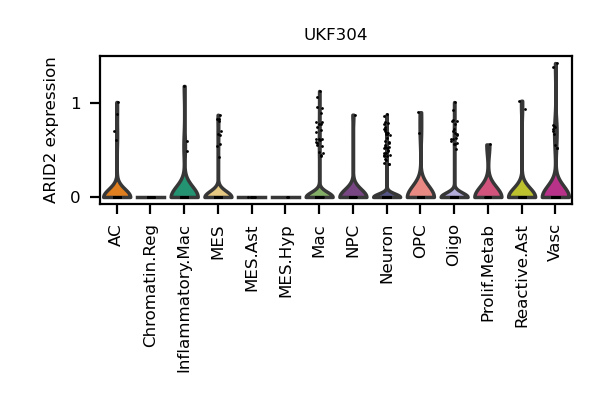 UKF304
ARID2 expression
1
0
AC
Chromatin.Reg
Inflammatory.Mac
MES
MES.Ast
MES.Hyp
Mac
NPC
Neuron
OPC
Oligo
Prolif.Metab
Reactive.Ast
Vasc